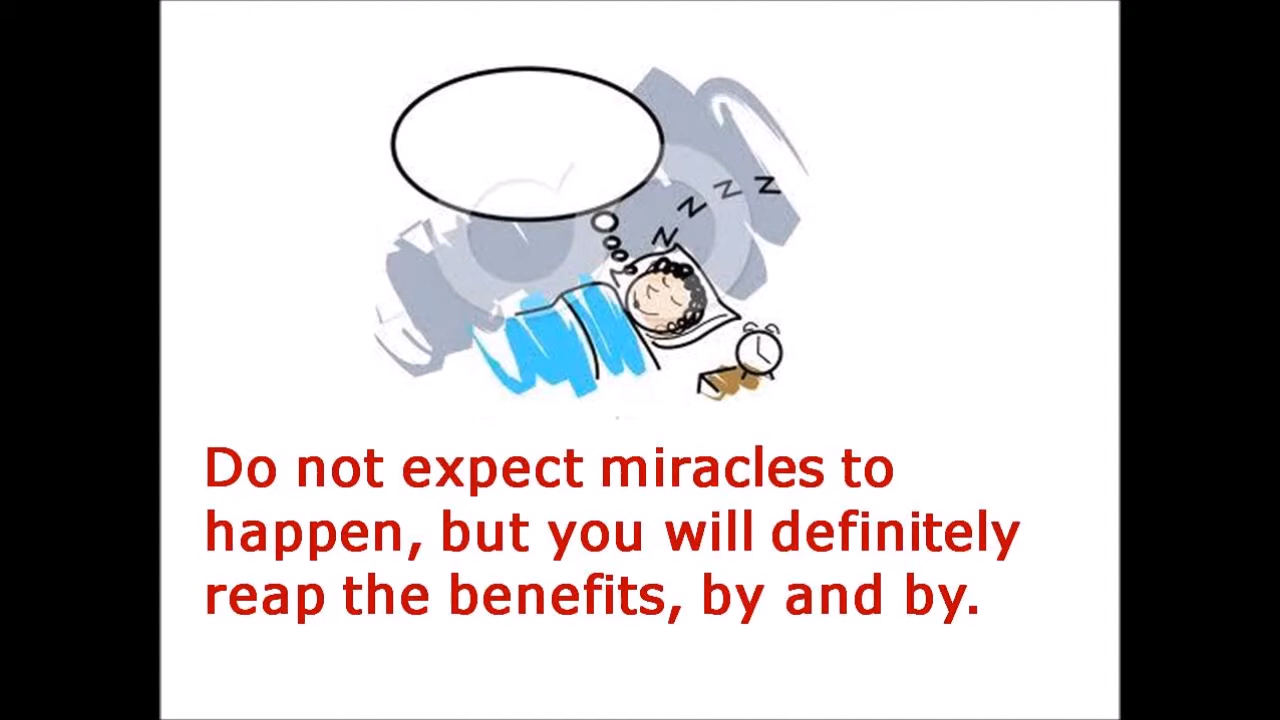 z z z z
Do not expect miracles to
happen, but you will definitely
reap the benefits, by and by.